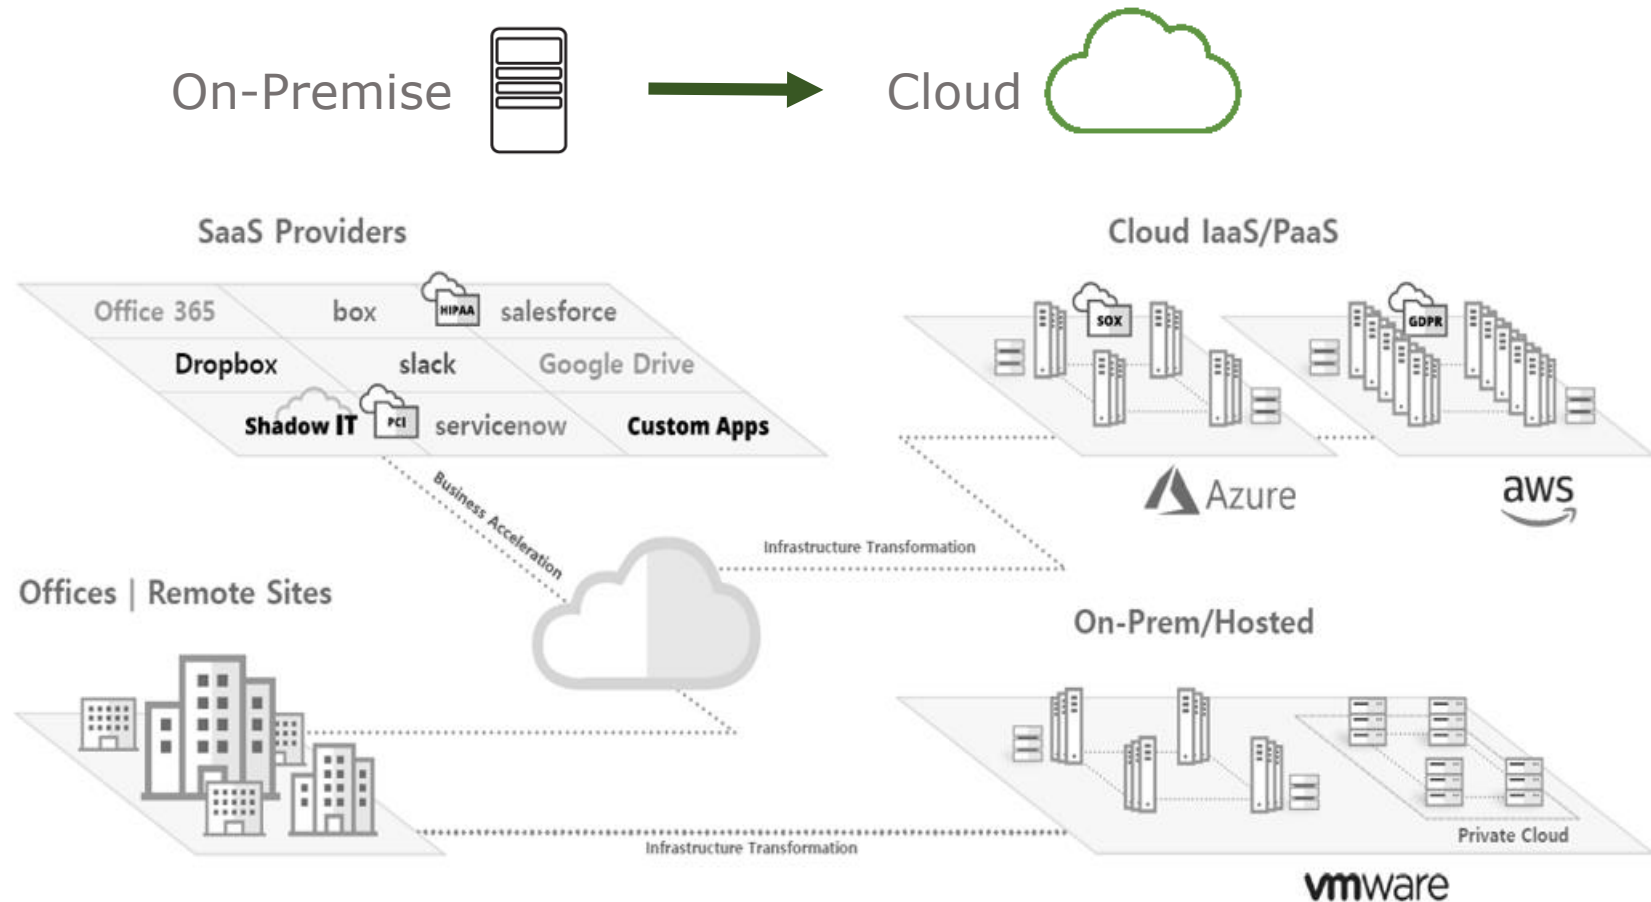 On-Premise
Cloud
SaaS Providers
Cloud IaaS/PaaS
Office 365
box
HIPAA
salesforce
SOX
GDPR
Dropbox
slack
Google Drive
Shadow IT
PCI
servicenow
Custom Apps
Business Acceleration
Azure
aws
Infrastructure Transformation
Offices | Remote Sites
On-Prem/Hosted
Private Cloud
Infrastructure Transformation
vmware